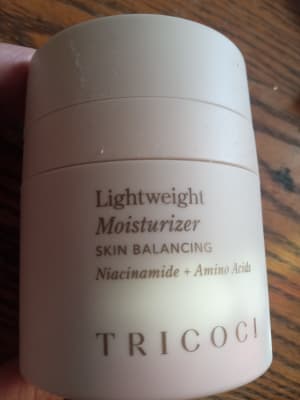 Lightweight
Moisturizer
SKIN BALANCING
Niacinamide + Amino Acids
TRICOCI